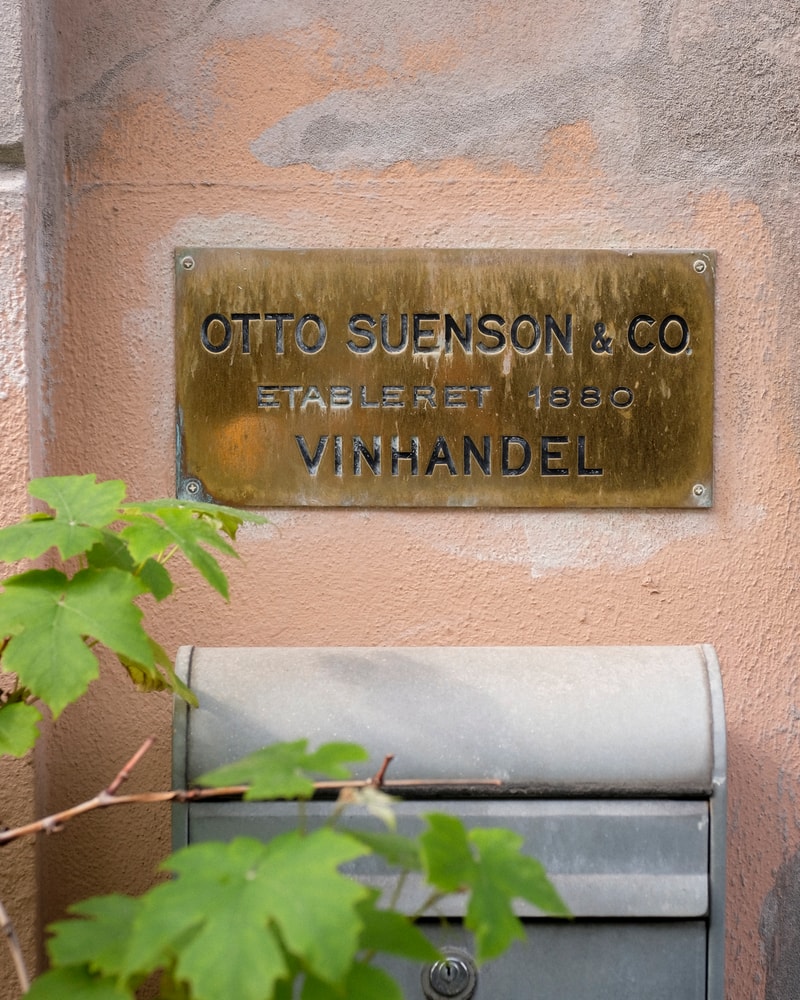 OTTO SUENSON & CO.
ETABLERET 1880
VINHANDEL